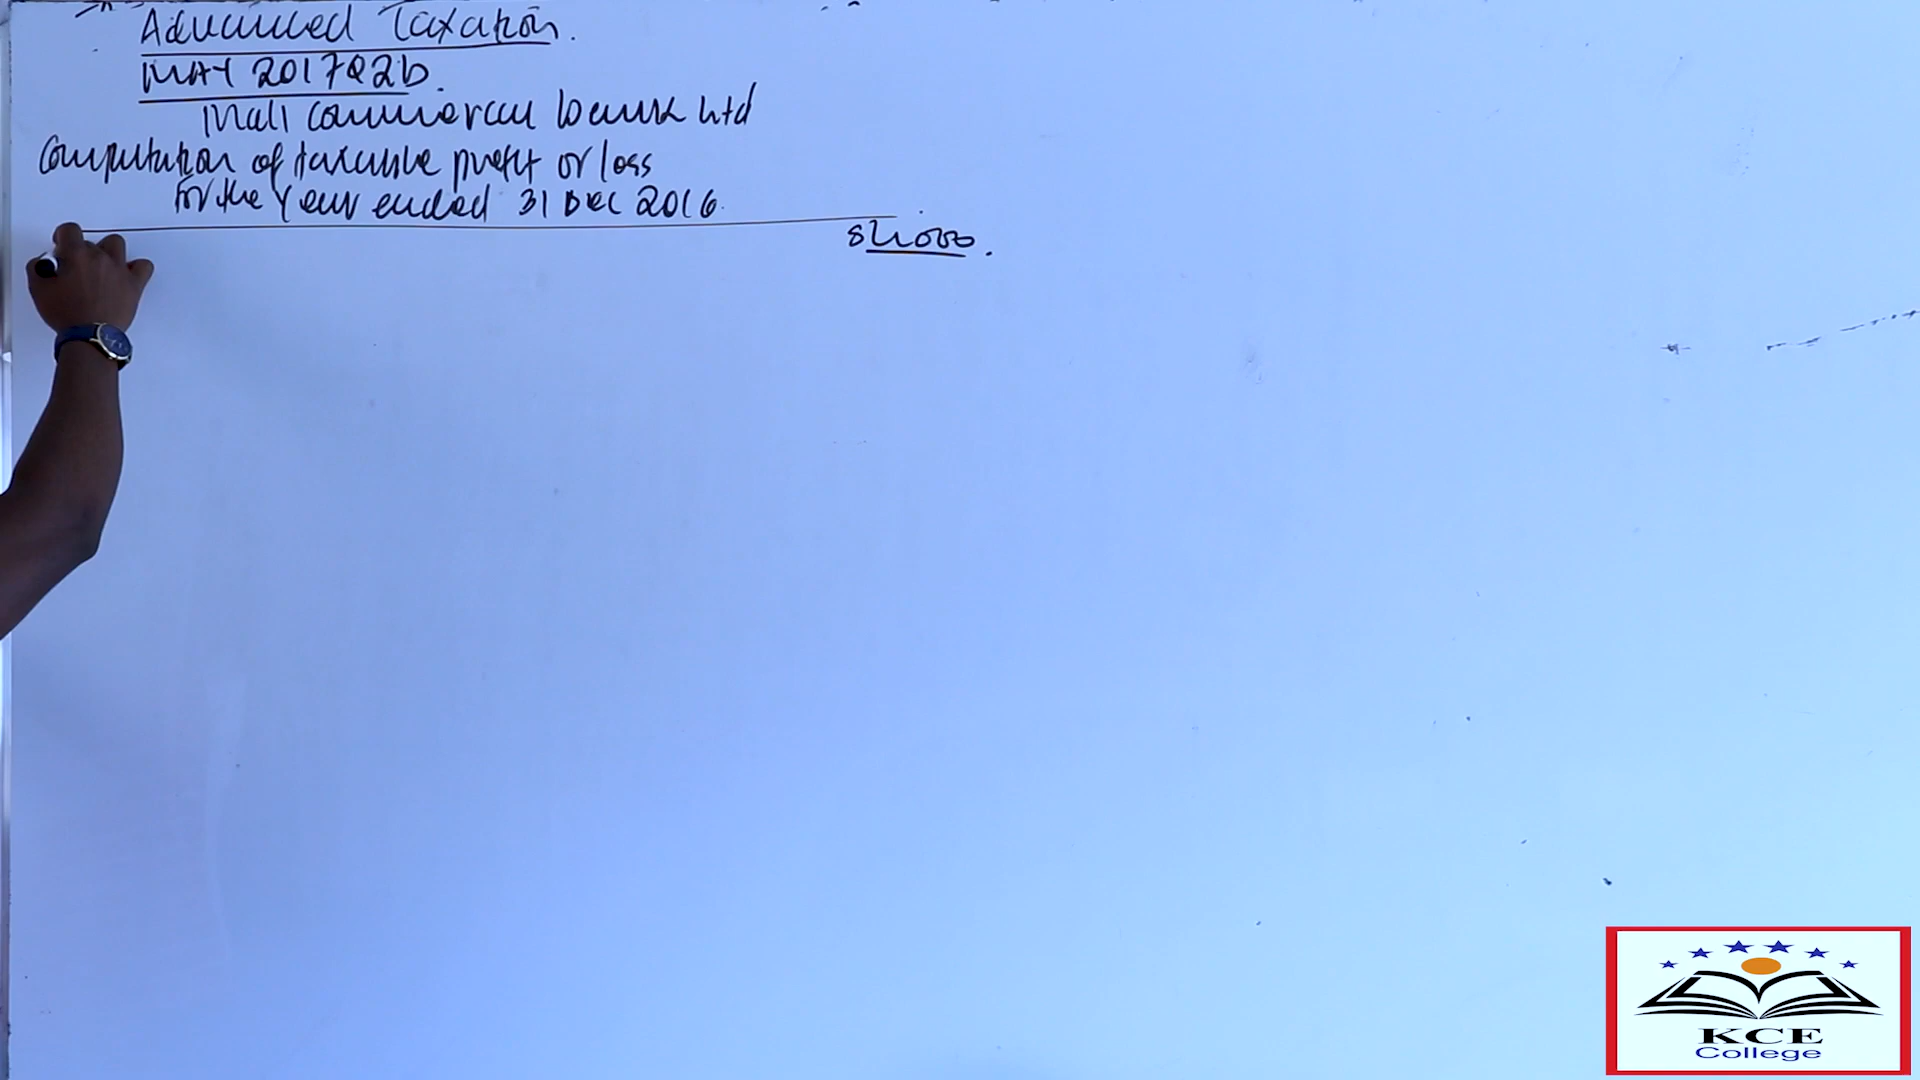 Advanced Taxation.
MAY 2017 Q2b.
Mali commercial bank Ltd
Computation of taxable profit or loss
for the Year ended 31 Dec 2016.
Sh.000.
KCE
College